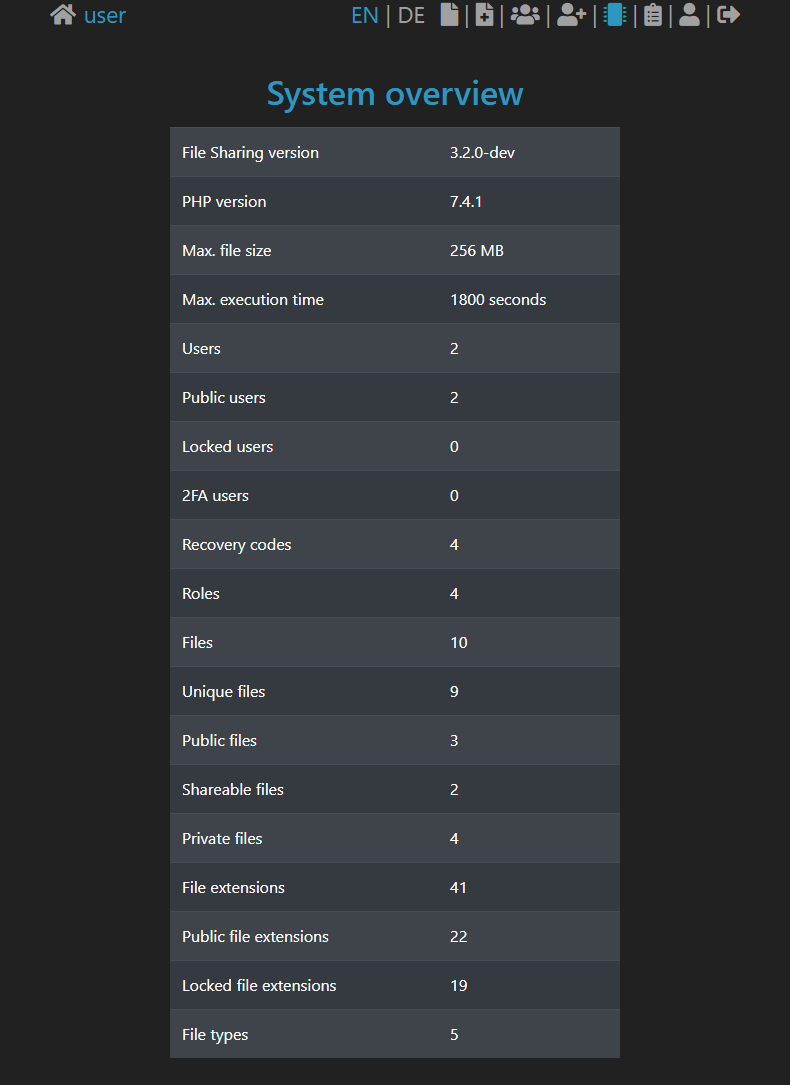 user EN | DE | | | | | | |
System overview
File Sharing version 3.2.0-dev
PHP version 7.4.1
Max. file size 256 MB
Max. execution time 1800 seconds
Users 2
Public users 2
Locked users 0
2FA users 0
Recovery codes 4
Roles 4
Files 10
Unique files 9
Public files 3
Shareable files 2
Private files 4
File extensions 41
Public file extensions 22
Locked file extensions 19
File types 5